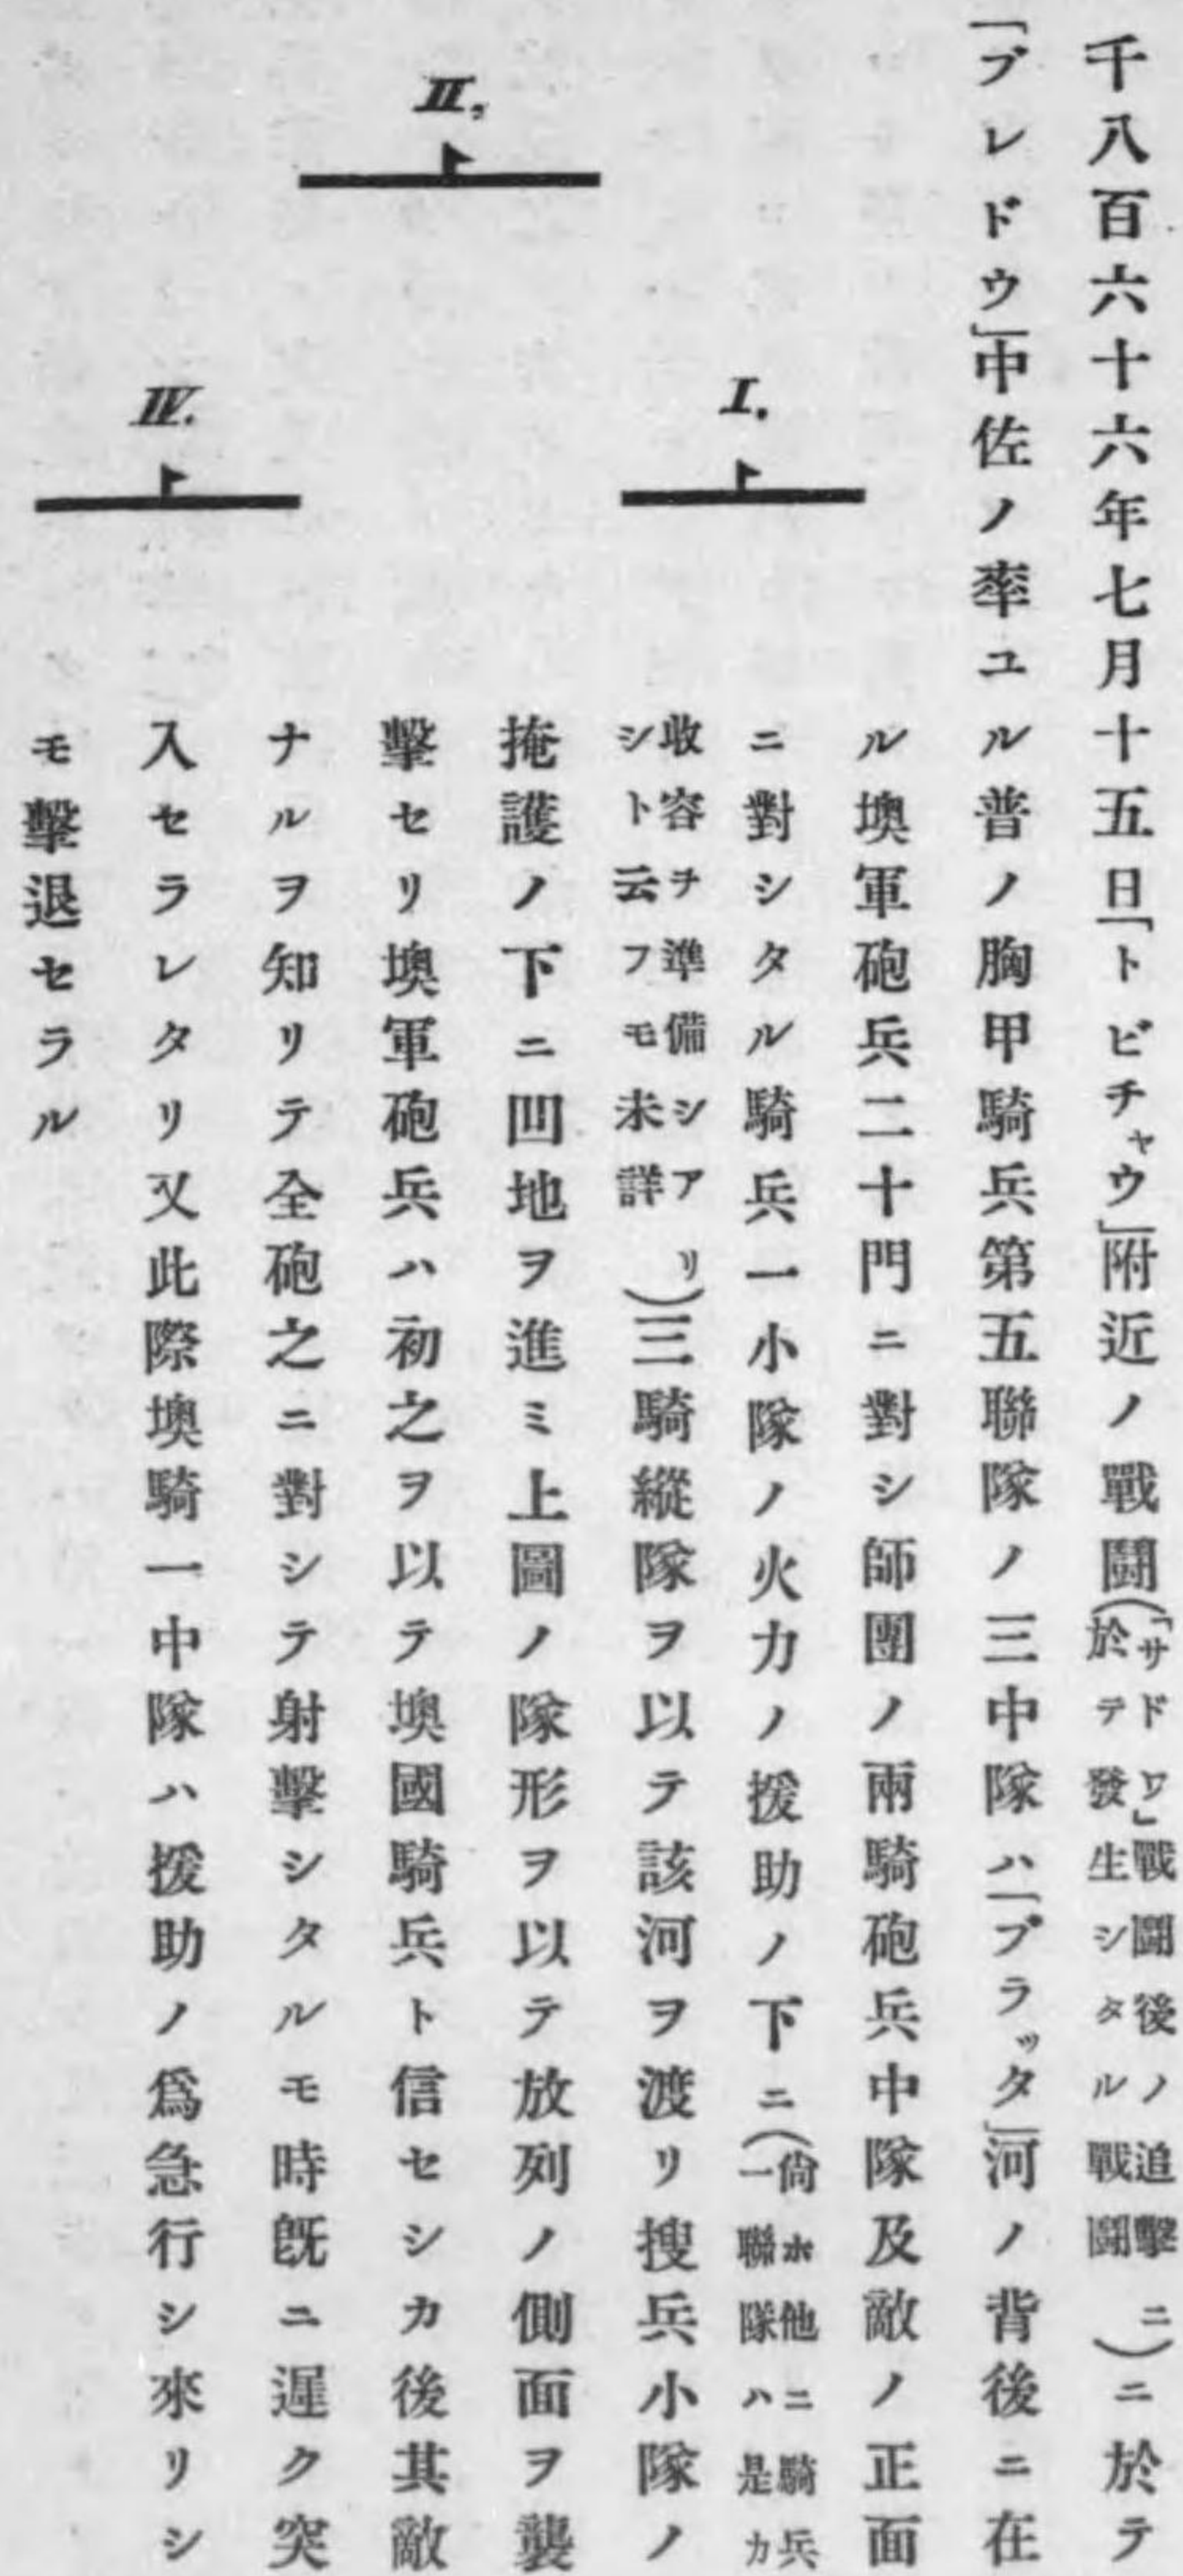 千八百六十六年七月十五日「トビチャウ」附近ノ戰鬪(「サドワ」戰鬪後ノ追擊ニ於テ發生シタル戰鬪)ニ於テ
「ブレドウ」中佐ノ率ユル普ノ胸甲騎兵第五聯隊ノ三中隊ハ「ブラッタ」河ノ背後ニ在
ル墺軍砲兵二十門ニ對シ師團ノ兩騎砲兵中隊及敵ノ正面
ニ對シタル騎兵一小隊ノ火力ノ援助ノ下ニ(尙ホ他ニ騎兵一聯隊ハ是カ
收容チ準備シアリシト云フモ未詳)三騎縱隊ヲ以テ該河ヲ渡リ搜兵小隊ノ
掩護ノ下ニ凹地ヲ進ミ上圖ノ隊形ヲ以テ放列ノ側面ヲ襲
擊セリ墺軍砲兵ハ初之ヲ以テ墺國騎兵ト信セシカ後其敵
ナルヲ知リテ全砲之ニ對シテ射擊シタルモ時旣ニ遲ク突
入セラレタリ又此際墺騎一中隊ハ援助ノ爲急行シ來リシ
モ擊退セラル
I.
II.
IV.